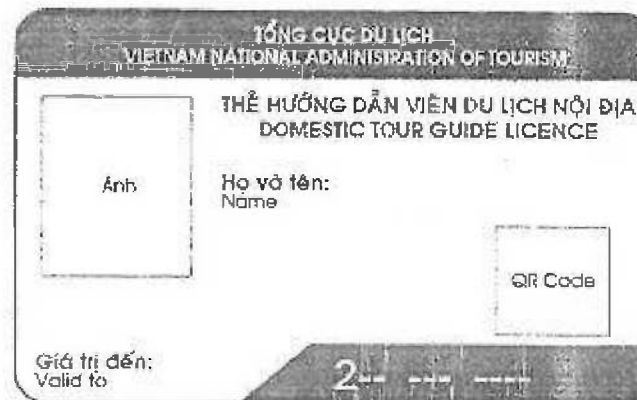 TỔNG CỤC DU LỊCH
VIETNAM NATIONAL ADMINISTRATION OF TOURISM
THẺ HƯỚNG DẪN VIÊN DU LỊCH NỘI ĐỊA
DOMESTIC TOUR GUIDE LICENCE
Ảnh
Họ và tên:
Name
QR Code
Giá trị đến:
Valid to
2-- --- ----